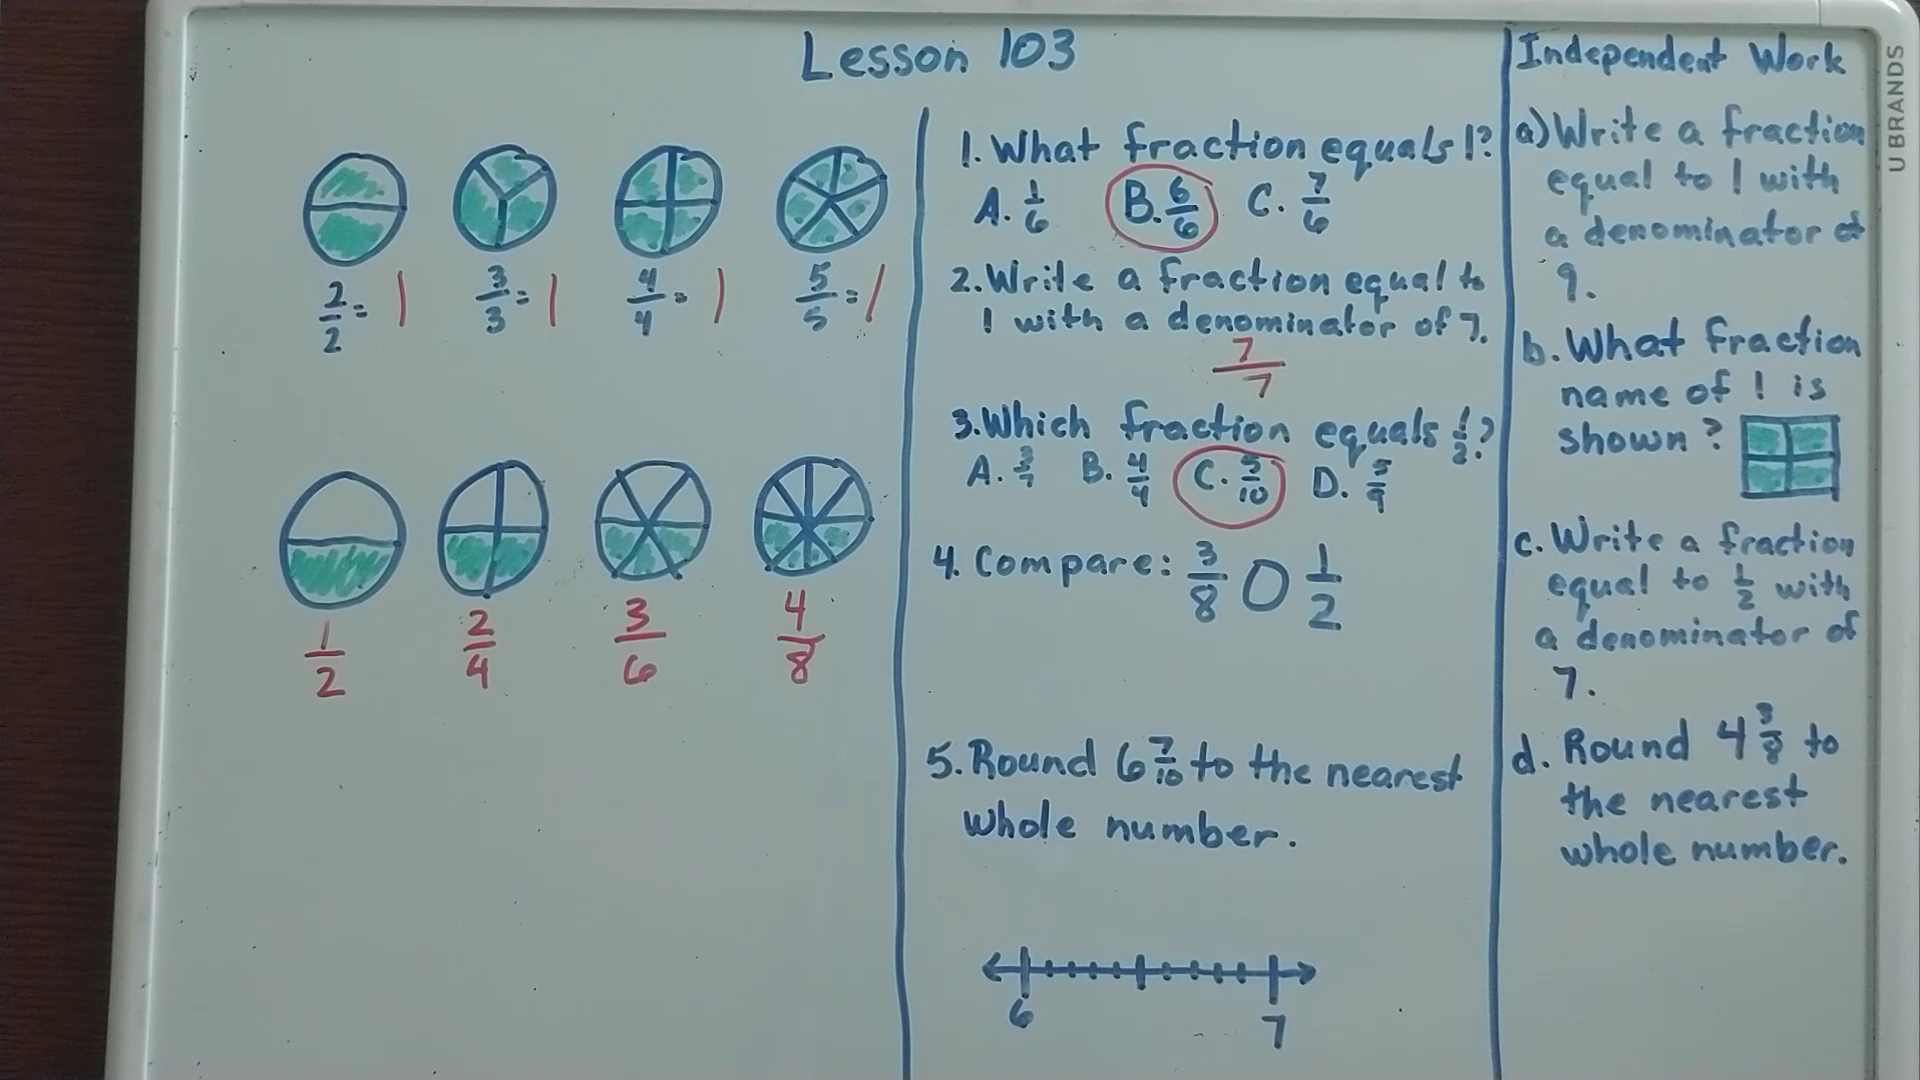 Lesson 103
2/2 = 1 3/3 = 1 4/4 = 1 5/5 = 1
1/2 2/4 3/6 4/8
1. What fraction equals 1?
A. 1/6 B. 6/6 C. 7/6
2. Write a fraction equal to
1 with a denominator of 7.
7/7
3. Which fraction equals 1/2?
A. 3/7 B. 4/4 C. 5/10 D. 5/9
4. Compare: 3/8 ○ 1/2
5. Round 6 7/10 to the nearest
whole number.
6 7
Independent Work
a) Write a fraction
equal to 1 with
a denominator of
9.
b. What fraction
name of 1 is
shown?
c. Write a fraction
equal to 1/2 with
a denominator of
7.
d. Round 4 3/8 to
the nearest
whole number.
U BRANDS